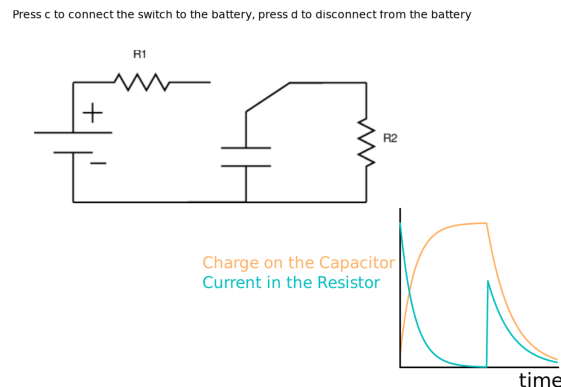 Press c to connect the switch to the battery, press d to disconnect from the battery
R1
+
R2
−
Charge on the Capacitor
Current in the Resistor
time